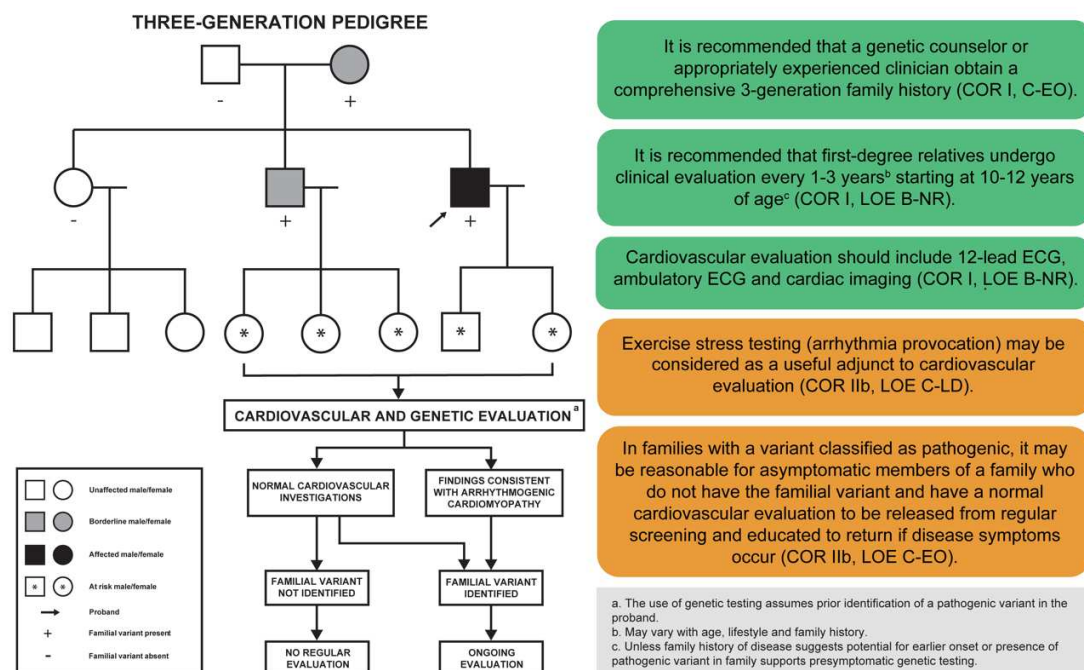 THREE-GENERATION PEDIGREE
-
+
-
+
+
*
*
*
*
*
CARDIOVASCULAR AND GENETIC EVALUATION a
NORMAL CARDIOVASCULAR
INVESTIGATIONS
FINDINGS CONSISTENT
WITH ARRHYTHMOGENIC
CARDIOMYOPATHY
FAMILIAL VARIANT
NOT IDENTIFIED
FAMILIAL VARIANT
IDENTIFIED
NO REGULAR
EVALUATION
ONGOING
EVALUATION
Unaffected male/female
Borderline male/female
Affected male/female
* * At risk male/female
Proband
+ Familial variant present
- Familial variant absent
It is recommended that a genetic counselor or
appropriately experienced clinician obtain a
comprehensive 3-generation family history (COR I, C-EO).
It is recommended that first-degree relatives undergo
clinical evaluation every 1-3 yearsb starting at 10-12 years
of agec (COR I, LOE B-NR).
Cardiovascular evaluation should include 12-lead ECG,
ambulatory ECG and cardiac imaging (COR I, LOE B-NR).
Exercise stress testing (arrhythmia provocation) may be
considered as a useful adjunct to cardiovascular
evaluation (COR IIb, LOE C-LD).
In families with a variant classified as pathogenic, it may
be reasonable for asymptomatic members of a family who
do not have the familial variant and have a normal
cardiovascular evaluation to be released from regular
screening and educated to return if disease symptoms
occur (COR IIb, LOE C-EO).
a. The use of genetic testing assumes prior identification of a pathogenic variant in the
proband.
b. May vary with age, lifestyle and family history.
c. Unless family history of disease suggests potential for earlier onset or presence of
pathogenic variant in family supports presymptomatic genetic testing.